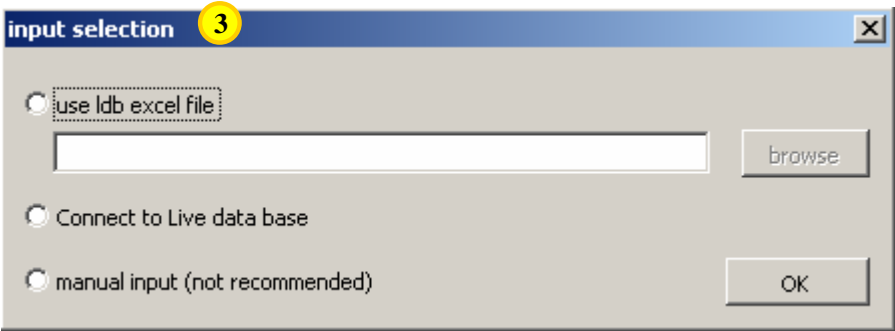 input selection 3
use ldb excel file
browse
Connect to Live data base
manual input (not recommended)
OK